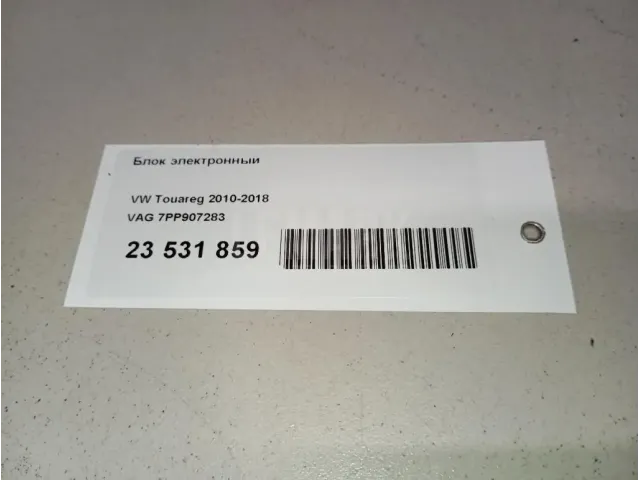 Блок электронный
VW Touareg 2010-2018
VAG 7PP907283
23 531 859